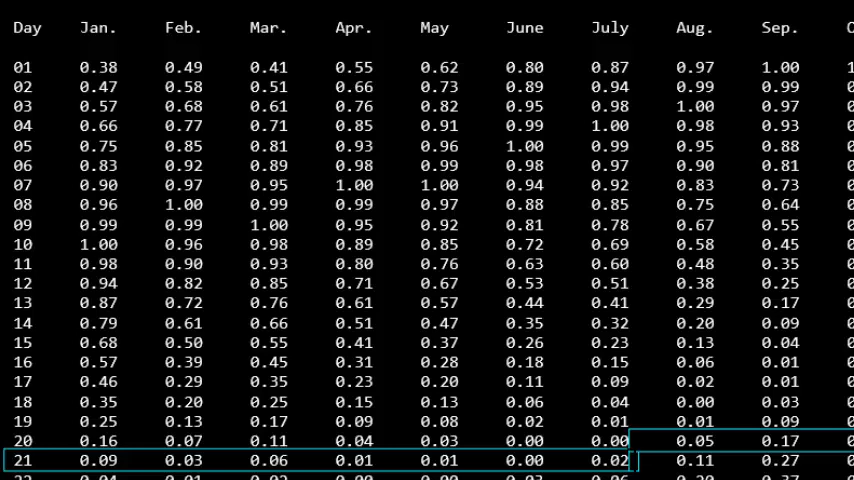 Day Jan. Feb. Mar. Apr. May June July Aug. Sep.
01 0.38 0.49 0.41 0.55 0.62 0.80 0.87 0.97 1.00
02 0.47 0.58 0.51 0.66 0.73 0.89 0.94 0.99 0.99
03 0.57 0.68 0.61 0.76 0.82 0.95 0.98 1.00 0.97
04 0.66 0.77 0.71 0.85 0.91 0.99 1.00 0.98 0.93
05 0.75 0.85 0.81 0.93 0.96 1.00 0.99 0.95 0.88
06 0.83 0.92 0.89 0.98 0.99 0.98 0.97 0.90 0.81
07 0.90 0.97 0.95 1.00 1.00 0.94 0.92 0.83 0.73
08 0.96 1.00 0.99 0.99 0.97 0.88 0.85 0.75 0.64
09 0.99 0.99 1.00 0.95 0.92 0.81 0.78 0.67 0.55
10 1.00 0.96 0.98 0.89 0.85 0.72 0.69 0.58 0.45
11 0.98 0.90 0.93 0.80 0.76 0.63 0.60 0.48 0.35
12 0.94 0.82 0.85 0.71 0.67 0.53 0.51 0.38 0.25
13 0.87 0.72 0.76 0.61 0.57 0.44 0.41 0.29 0.17
14 0.79 0.61 0.66 0.51 0.47 0.35 0.32 0.20 0.09
15 0.68 0.50 0.55 0.41 0.37 0.26 0.23 0.13 0.04
16 0.57 0.39 0.45 0.31 0.28 0.18 0.15 0.06 0.01
17 0.46 0.29 0.35 0.23 0.20 0.11 0.09 0.02 0.01
18 0.35 0.20 0.25 0.15 0.13 0.06 0.04 0.00 0.03
19 0.25 0.13 0.17 0.09 0.08 0.02 0.01 0.01 0.09
20 0.16 0.07 0.11 0.04 0.03 0.00 0.00 0.05 0.17
21 0.09 0.03 0.06 0.01 0.01 0.00 0.02 0.11 0.27